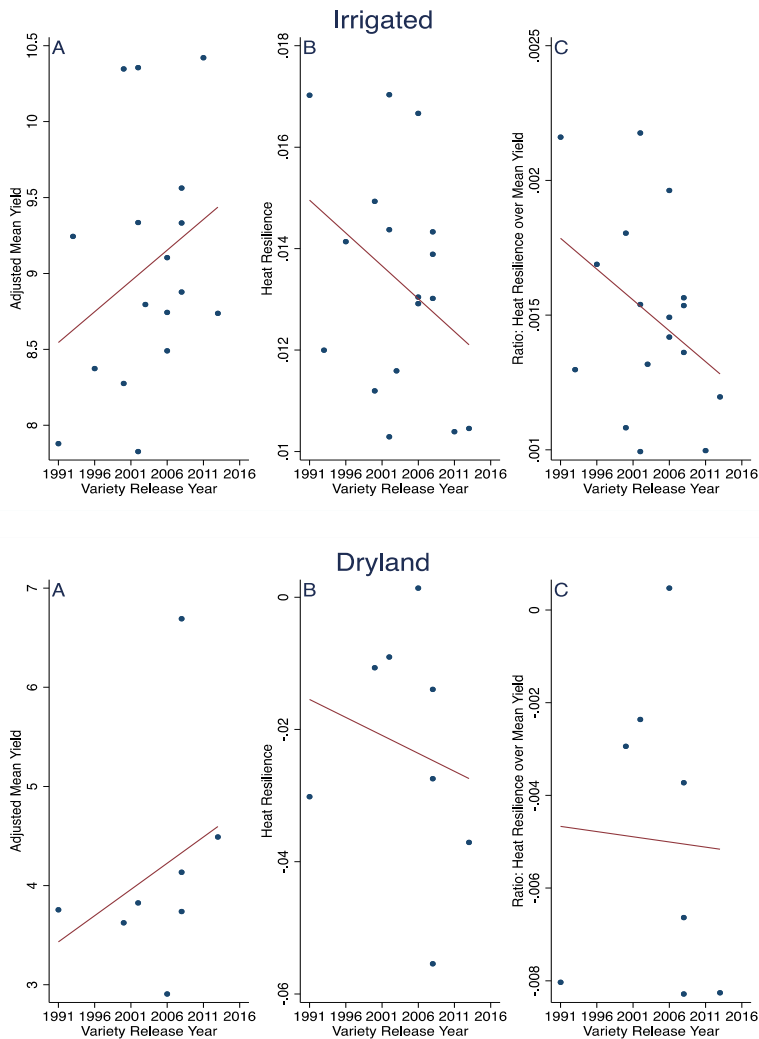 Irrigated
A
10.5
10
9.5
9
8.5
8
Adjusted Mean Yield
1991 1996 2001 2006 2011 2016
Variety Release Year
B
.018
.016
.014
.012
.01
Heat Resilience
1991 1996 2001 2006 2011 2016
Variety Release Year
C
.0025
.002
.0015
.001
Ratio: Heat Resilience over Mean Yield
1991 1996 2001 2006 2011 2016
Variety Release Year
Dryland
A
7
6
5
4
3
Adjusted Mean Yield
1991 1996 2001 2006 2011 2016
Variety Release Year
B
0
-.02
-.04
-.06
Heat Resilience
1991 1996 2001 2006 2011 2016
Variety Release Year
C
0
-.002
-.004
-.006
-.008
Ratio: Heat Resilience over Mean Yield
1991 1996 2001 2006 2011 2016
Variety Release Year